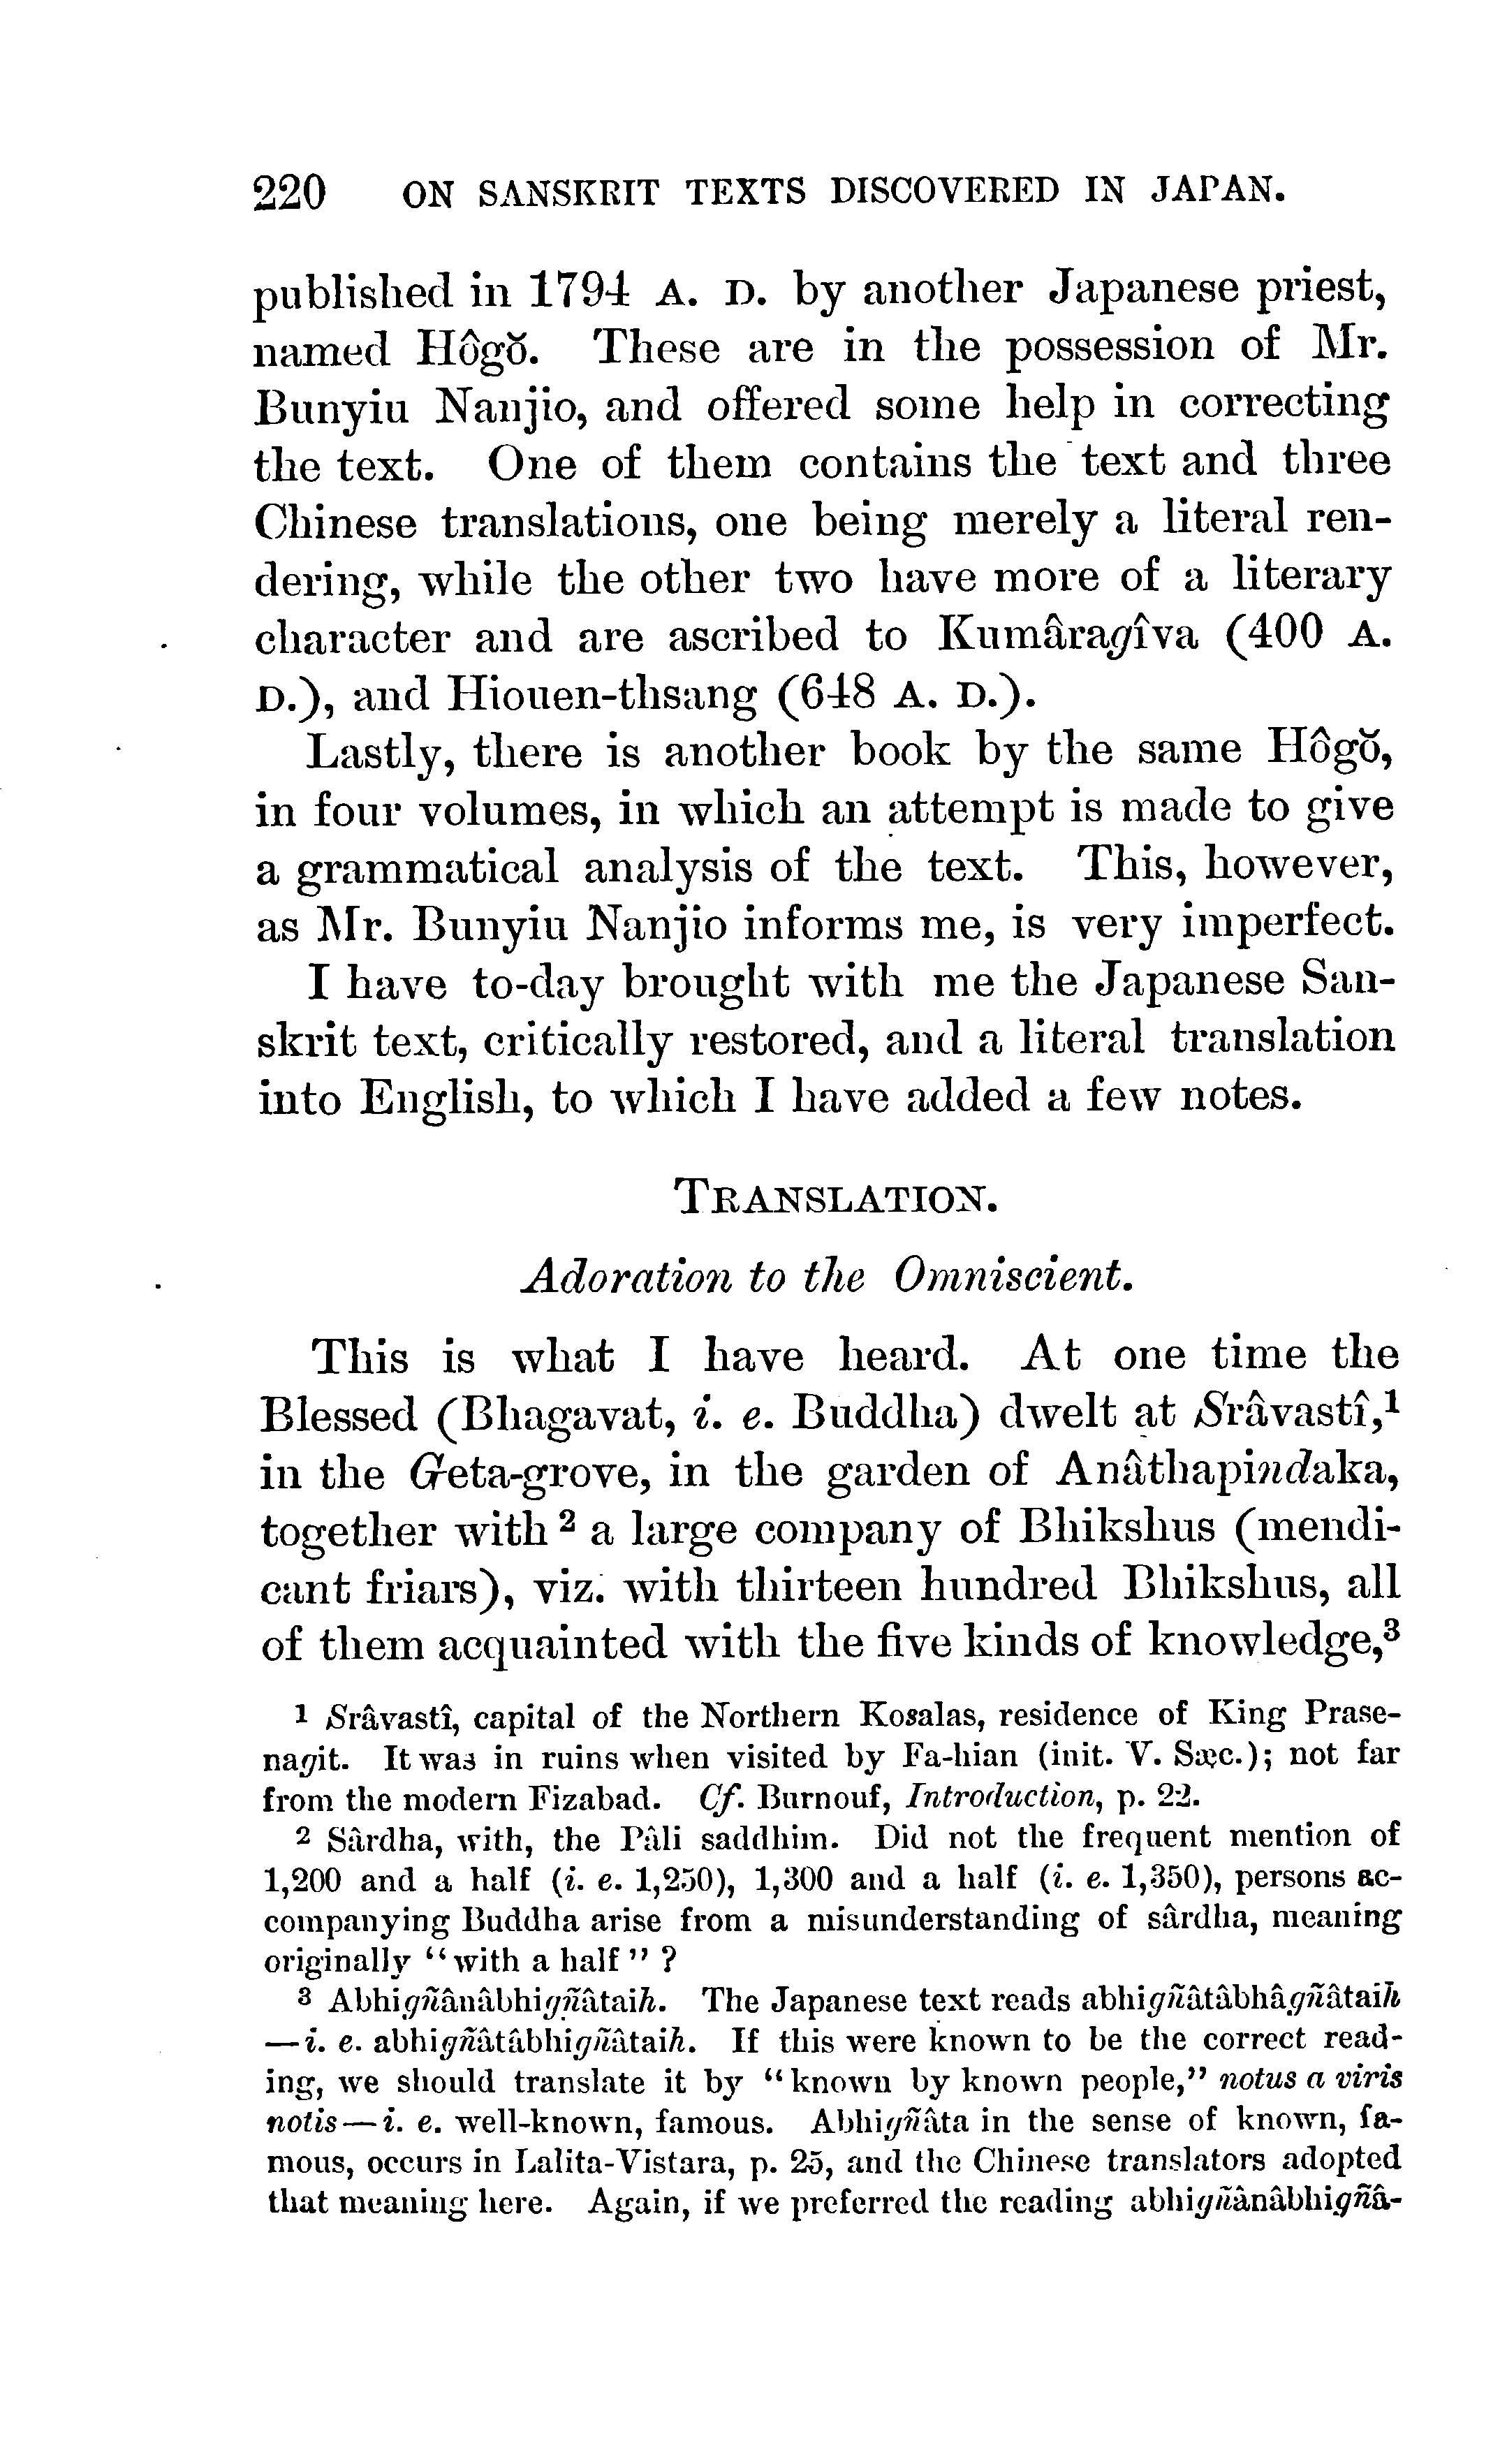 220 ON SANSKRIT TEXTS DISCOVERED IN JAPAN.
published in 1794 A. D. by another Japanese priest,
named Hôgŏ. These are in the possession of Mr.
Bunyiu Nanjio, and offered some help in correcting
the text. One of them contains the text and three
Chinese translations, one being merely a literal ren-
dering, while the other two have more of a literary
character and are ascribed to Kumâragîva (400 A.
D.), and Hiouen-thsang (648 A. D.).
Lastly, there is another book by the same Hôgŏ,
in four volumes, in which an attempt is made to give
a grammatical analysis of the text. This, however,
as Mr. Bunyiu Nanjio informs me, is very imperfect.
I have to-day brought with me the Japanese San-
skrit text, critically restored, and a literal translation
into English, to which I have added a few notes.
TRANSLATION.
Adoration to the Omniscient.
This is what I have heard. At one time the
Blessed (Bhagavat, i. e. Buddha) dwelt at Srâvastî,¹
in the Geta-grove, in the garden of Anâthapindaka,
together with ² a large company of Bhikshus (mendi-
cant friars), viz. with thirteen hundred Bhikshus, all
of them acquainted with the five kinds of knowledge,³
1 Srâvastî, capital of the Northern Kosalas, residence of King Prase-
nagit. It was in ruins when visited by Fa-hian (init. V. Sæc.); not far
from the modern Fizabad. Cf. Burnouf, Introduction, p. 22.
2 Sârdha, with, the Pâli saddhim. Did not the frequent mention of
1,200 and a half (i. e. 1,250), 1,300 and a half (i. e. 1,350), persons ac-
companying Buddha arise from a misunderstanding of sârdha, meaning
originally “with a half” ?
3 Abhigñânâbhigñâtaih. The Japanese text reads abhigñâtâbhâgñâtaih
—i. e. abhigñâtâbhigñâtaih. If this were known to be the correct read-
ing, we should translate it by “known by known people,” notus a viris
notis—i. e. well-known, famous. Abhigñâta in the sense of known, fa-
mous, occurs in Lalita-Vistara, p. 25, and the Chinese translators adopted
that meaning here. Again, if we preferred the reading abhigñânâbhigñâ-